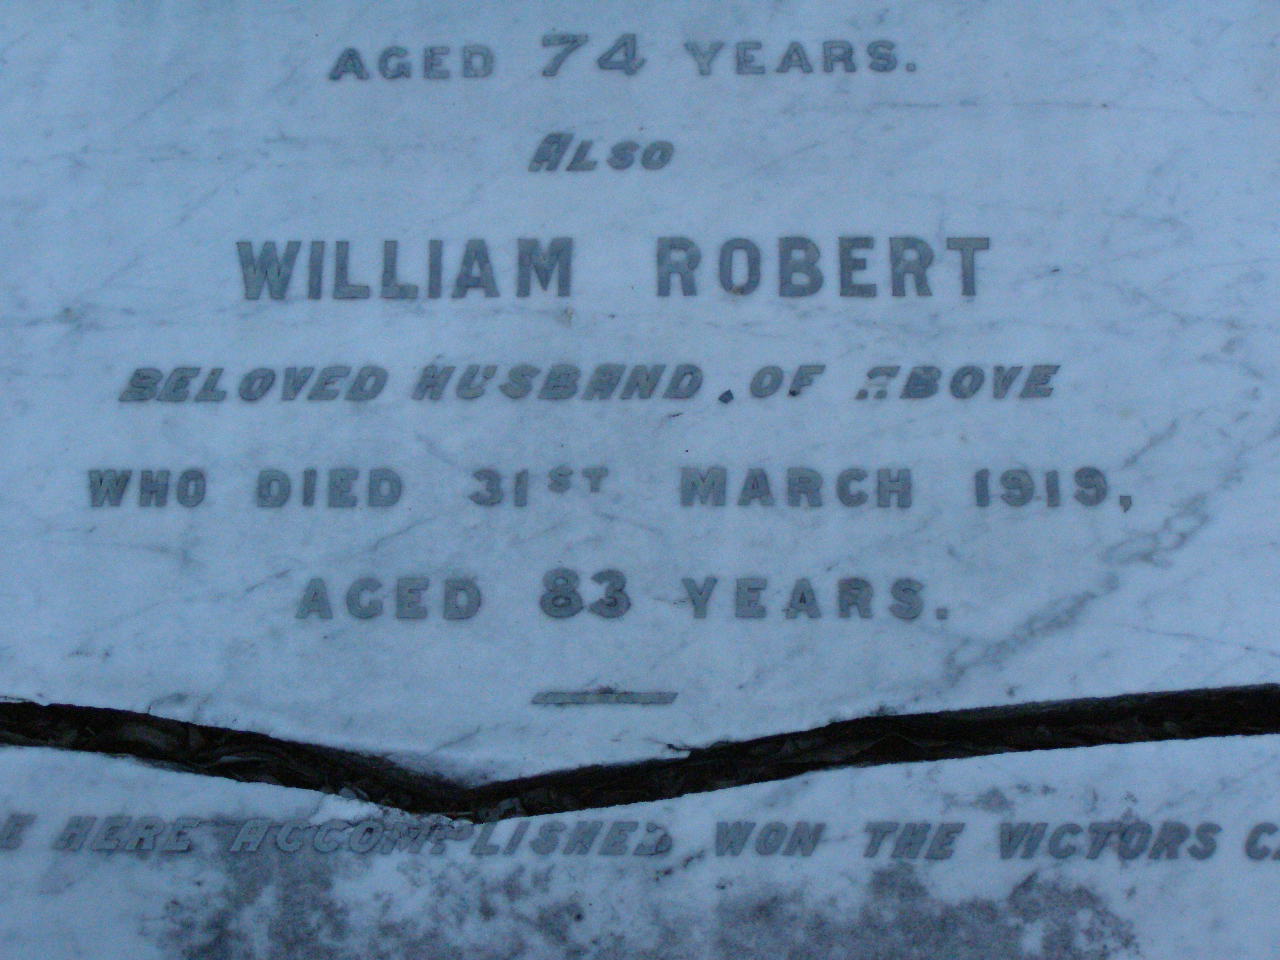 AGED 74 YEARS.
ALSO
WILLIAM ROBERT
BELOVED HUSBAND OF ABOVE
WHO DIED 31ST MARCH 1919,
AGED 83 YEARS.
HERE ACCOMPLISHED, WON THE VICTORS